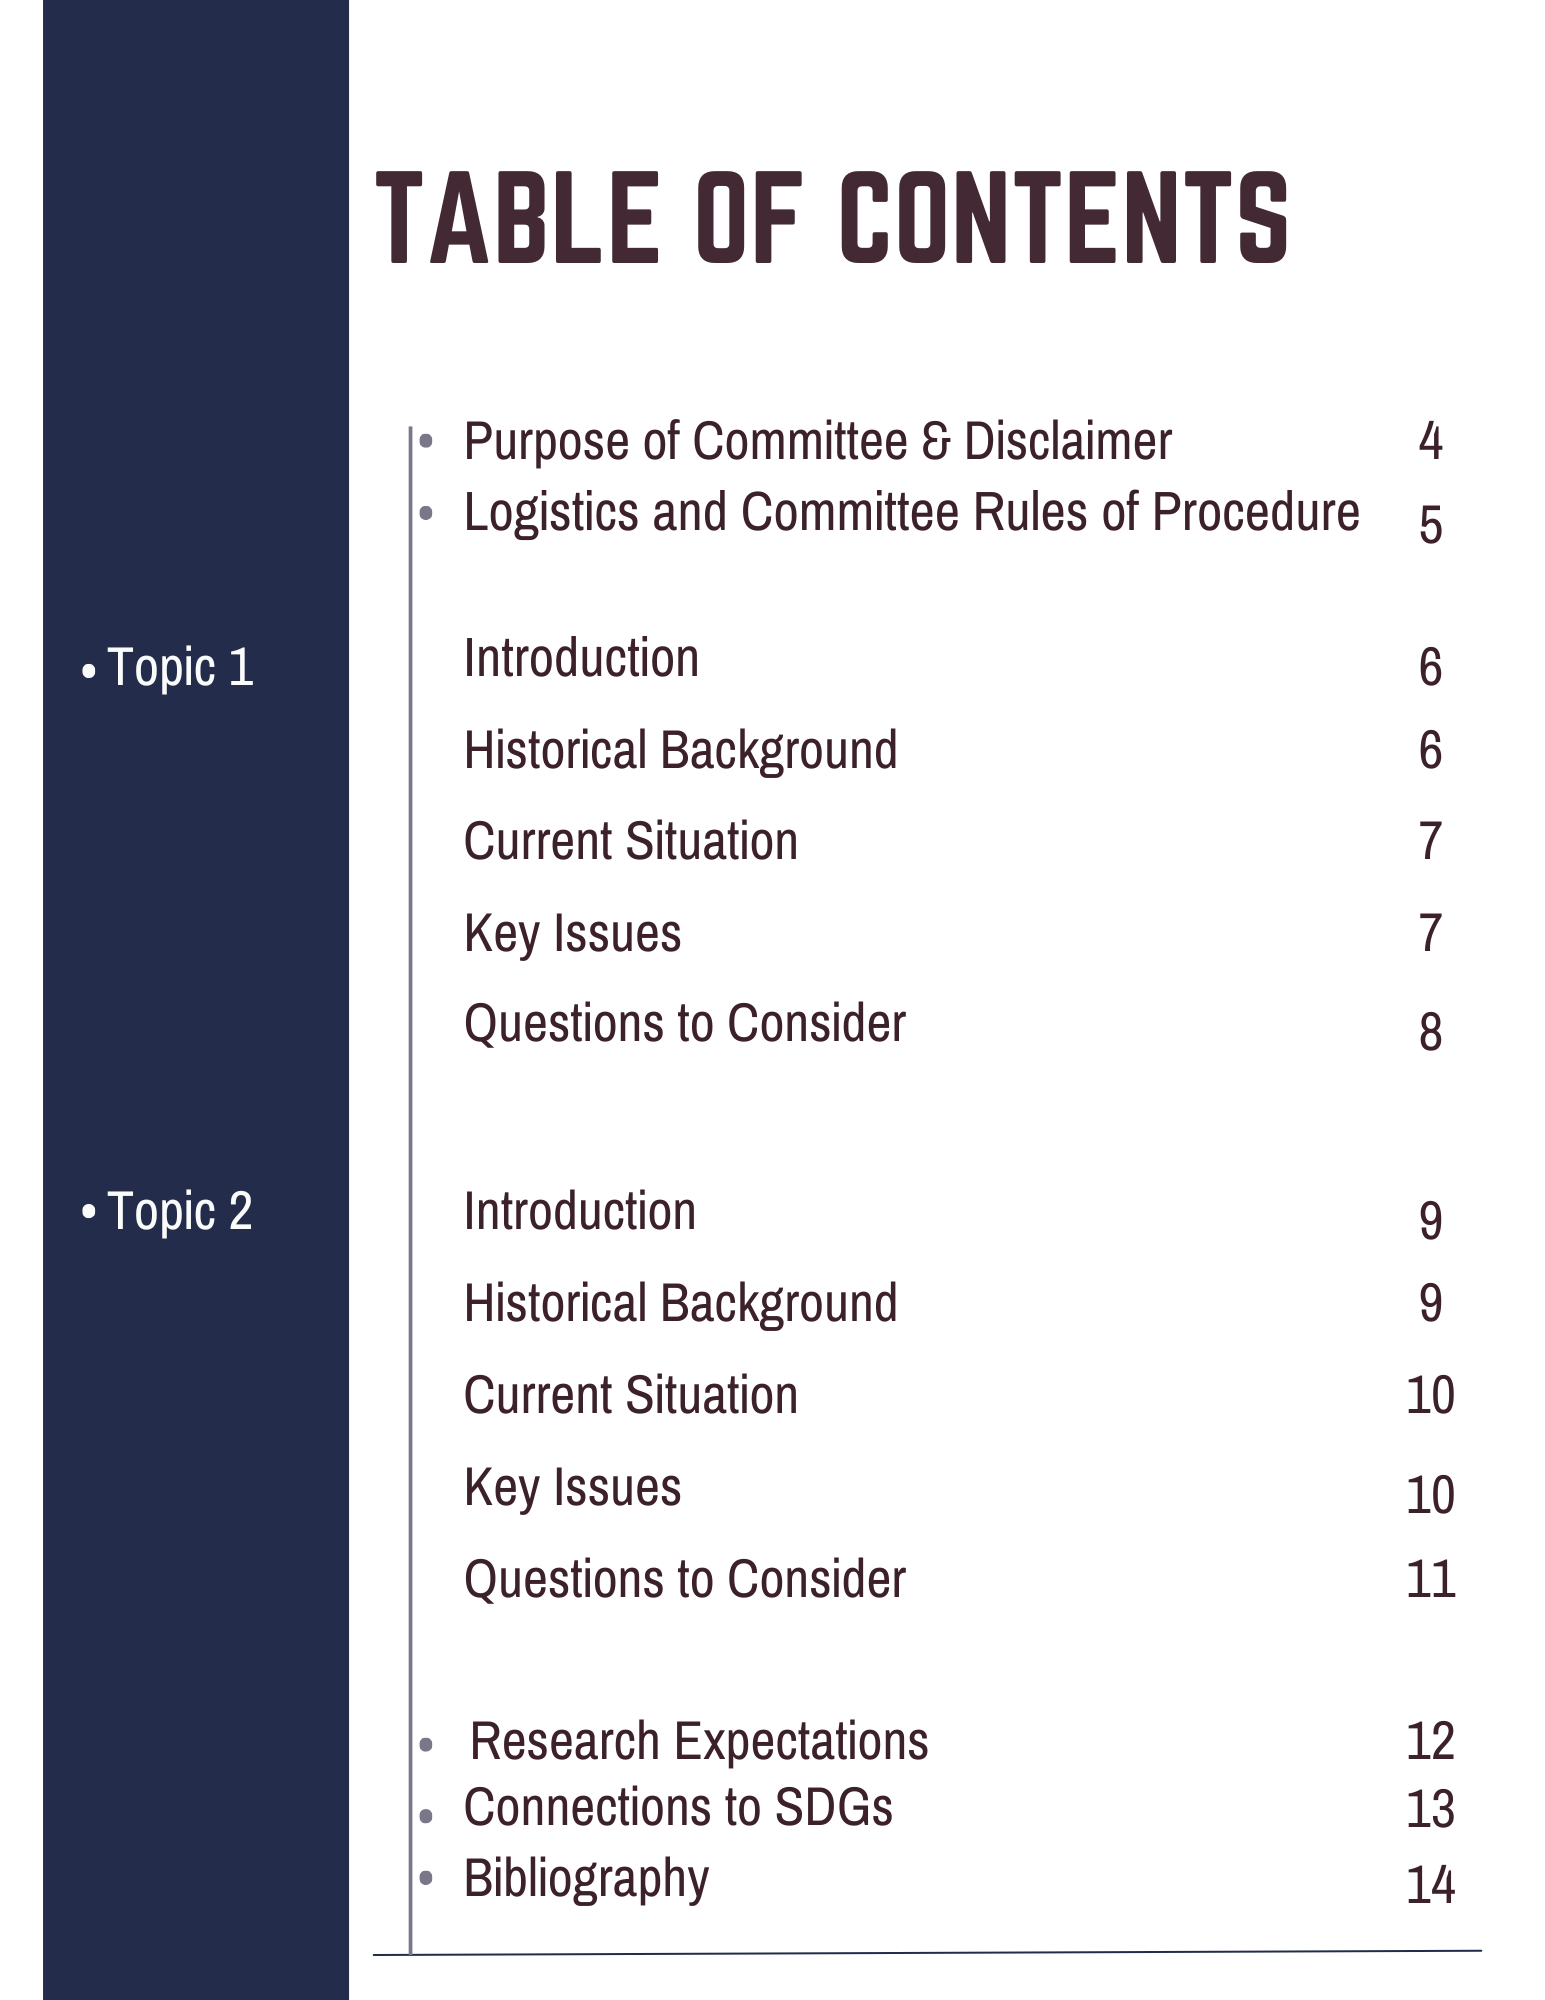 TABLE OF CONTENTS
• Purpose of Committee & Disclaimer 4
• Logistics and Committee Rules of Procedure 5
• Topic 1 Introduction 6
Historical Background 6
Current Situation 7
Key Issues 7
Questions to Consider 8
• Topic 2 Introduction 9
Historical Background 9
Current Situation 10
Key Issues 10
Questions to Consider 11
• Research Expectations 12
• Connections to SDGs 13
• Bibliography 14